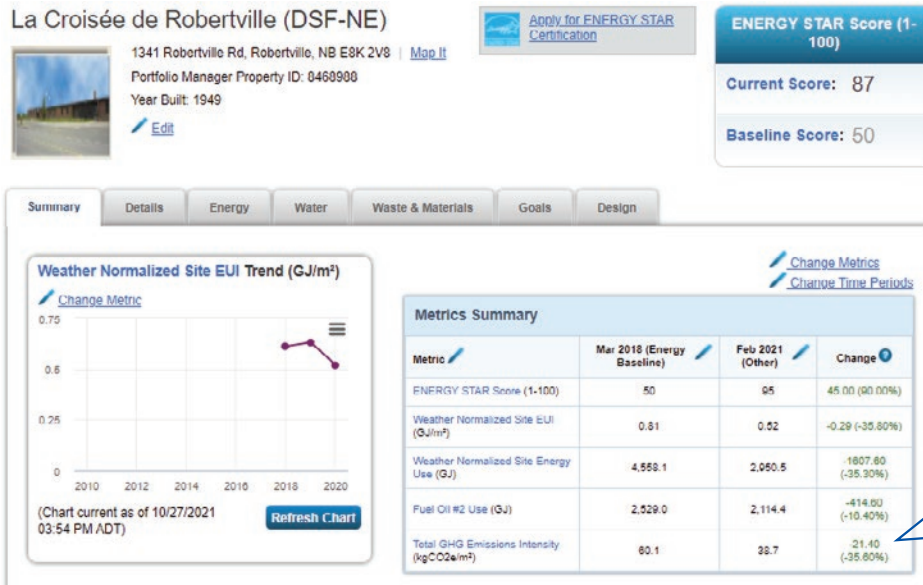 La Croisée de Robertville (DSF-NE)
1341 Robertville Rd, Robertville, NB E8K 2V8 | Map It
Portfolio Manager Property ID: 8468988
Year Built: 1949
Edit
Apply for ENERGY STAR
Certification
ENERGY STAR Score (1-
100)
Current Score: 87
Baseline Score: 50
Summary
Details
Energy
Water
Waste & Materials
Goals
Design
Weather Normalized Site EUI Trend (GJ/m²)
Change Metric
0.75
0.5
0.25
0
2010
2012
2014
2016
2018
2020
(Chart current as of 10/27/2021
03:54 PM ADT)
Refresh Chart
Change Metrics
Change Time Periods
Metrics Summary
Metric
Mar 2018 (Energy
Baseline)
Feb 2021
(Other)
Change
ENERGY STAR Score (1-100)
50
95
45.00 (90.00%)
Weather Normalized Site EUI
(GJ/m²)
0.81
0.52
-0.29 (-35.80%)
Weather Normalized Site Energy
Use (GJ)
4,558.1
2,950.5
-1607.60
(-35.30%)
Fuel Oil #2 Use (GJ)
2,529.0
2,114.4
-414.60
(-16.40%)
Total GHG Emissions Intensity
(kgCO2e/m²)
60.1
38.7
-21.40
(-35.60%)